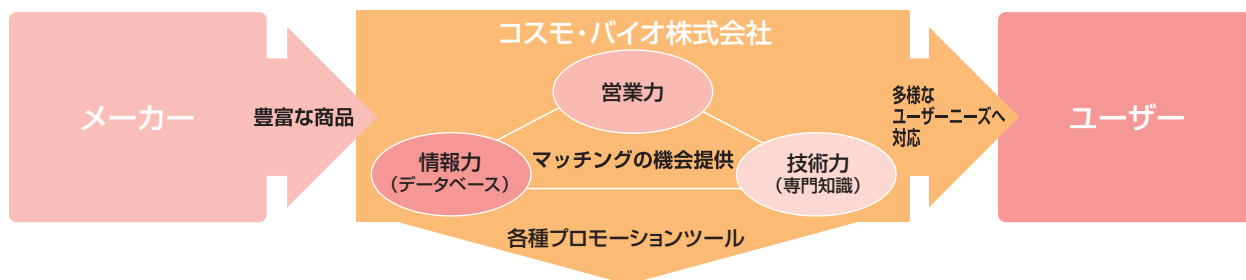 コスモ・バイオ株式会社
メーカー
豊富な商品
営業力
情報力
（データベース）
マッチングの機会提供
技術力
（専門知識）
多様な
ユーザーニーズへ
対応
ユーザー
各種プロモーションツール